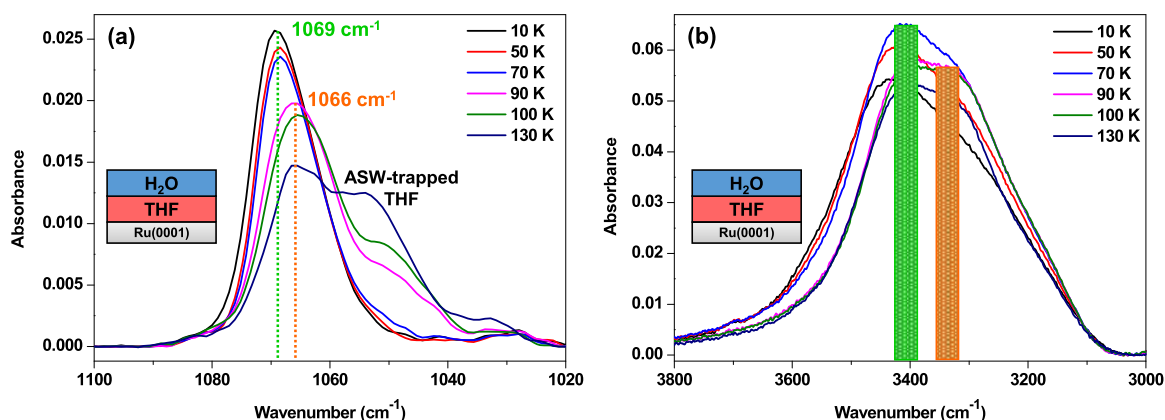 (a)
1069 cm⁻¹
1066 cm⁻¹
10 K
50 K
70 K
90 K
100 K
130 K
ASW-trapped
THF
H₂O
THF
Ru(0001)
Absorbance
0.025
0.020
0.015
0.010
0.005
0.000
1100
1080
1060
1040
1020
Wavenumber (cm⁻¹)
(b)
10 K
50 K
70 K
90 K
100 K
130 K
H₂O
THF
Ru(0001)
Absorbance
0.06
0.05
0.04
0.03
0.02
0.01
0.00
3800
3600
3400
3200
3000
Wavenumber (cm⁻¹)